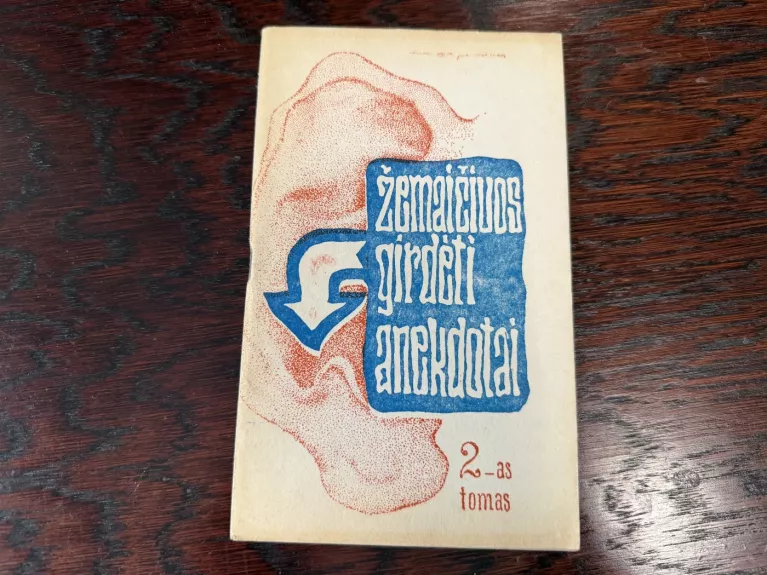 žemaičiuos
girdėti
anekdotai
2-as
tomas